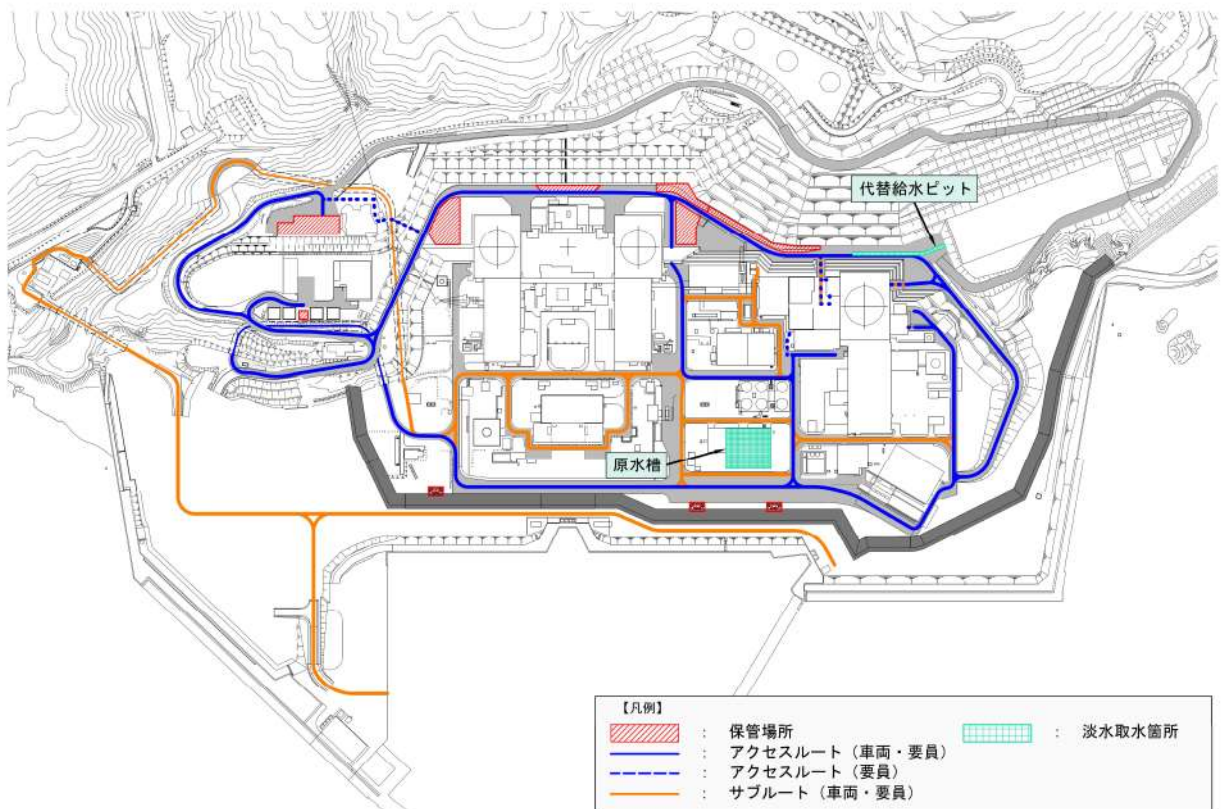 代替給水ピット
原水槽
【凡例】
： 保管場所
： 淡水取水箇所
： アクセスルート（車両・要員）
： アクセスルート（要員）
： サブルート（車両・要員）